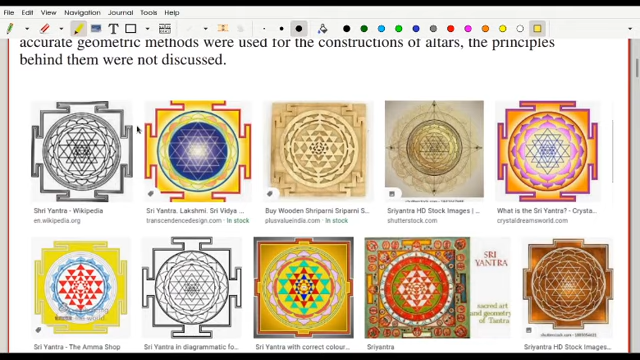 File Edit View Navigation Journal Tools Help
accurate geometric methods were used for the constructions of altars, the principles
behind them were not discussed.
Shri Yantra - Wikipedia
en.wikipedia.org
Sri Yantra. Lakshmi. Sri Vidya ...
transcendencedesign.com · In stock
Buy Wooden Shriparni Sriparni S...
plusvalueindia.com · In stock
Sriyantra HD Stock Images | ...
shutterstock.com
What is the Sri Yantra? - Crysta...
crystaldreamsworld.com
SRI
YANTRA
sacred art
and geometry
of Tantra
Sri Yantra - The Amma Shop
Sri Yantra in diagrammatic fo...
Sri Yantra with correct colour...
Sriyantra
Sriyantra HD Stock Images...